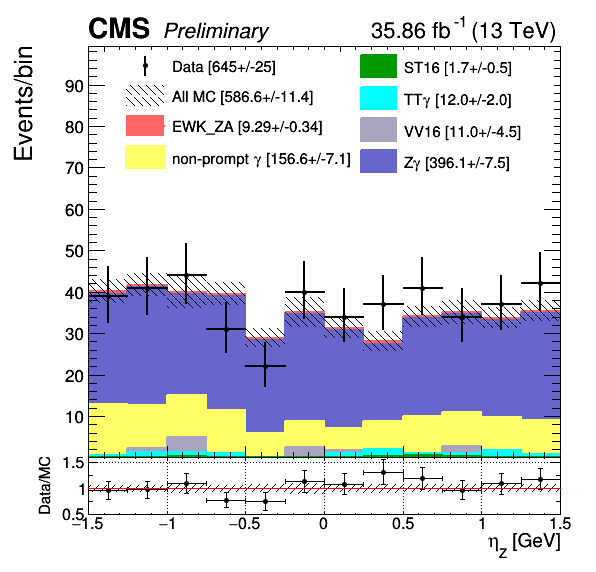 CMS Preliminary 35.86 fb⁻¹ (13 TeV)
Events/bin
Data [645+/-25]
All MC [586.6+/-11.4]
EWK_ZA [9.29+/-0.34]
non-prompt γ [156.6+/-7.1]
ST16 [1.7+/-0.5]
TTγ [12.0+/-2.0]
VV16 [11.0+/-4.5]
Zγ [396.1+/-7.5]
90
80
70
60
50
40
30
20
10
Data/MC
1.5
1
0.5
−1.5 −1 −0.5 0 0.5 1 1.5
η_Z [GeV]